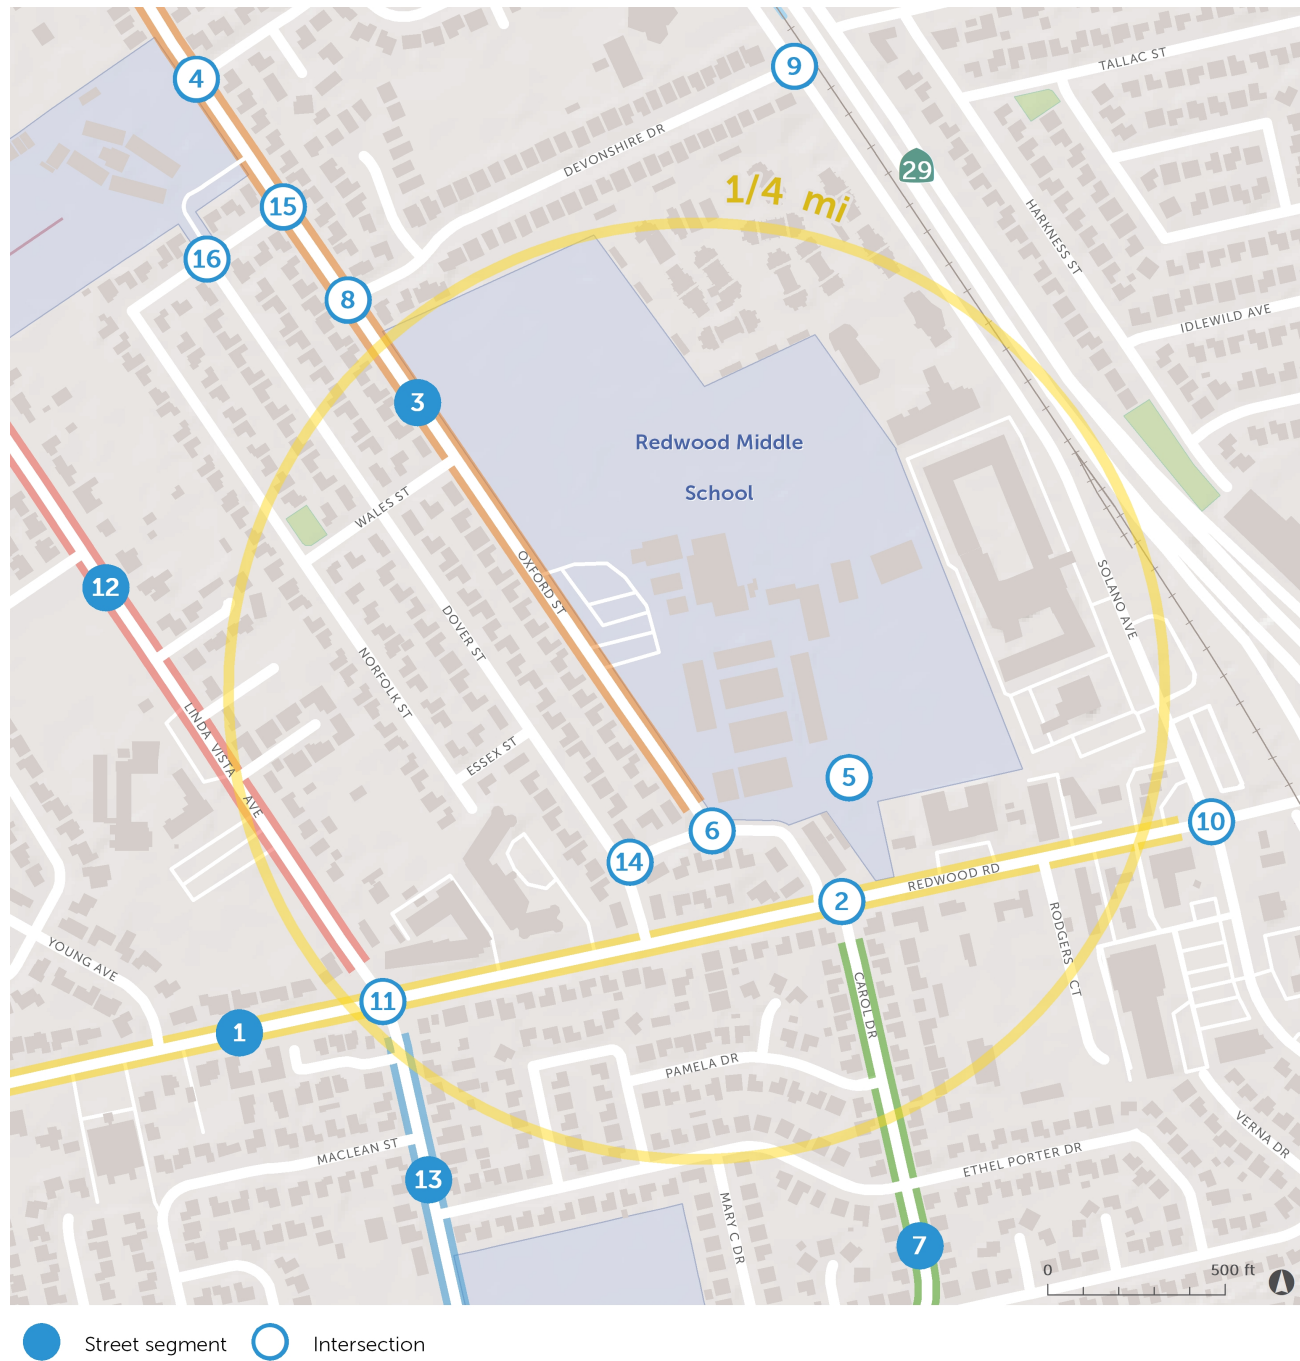 TALLAC ST
4
9
DEVONSHIRE DR
29
1/4 mi
15
HARKNESS ST
16
8
IDLEWILD AVE
3
Redwood Middle
School
WALES ST
OXFORD ST
12
SOLANO AVE
DOVER ST
NORFOLK ST
LINDA VISTA AVE
ESSEX ST
5
6
10
14
REDWOOD RD
2
RODGERS CT
YOUNG AVE
CAROL DR
11
1
PAMELA DR
VERNA DR
MACLEAN ST
ETHEL PORTER DR
13
MARY C DR
7
0 500 ft
Street segment
Intersection